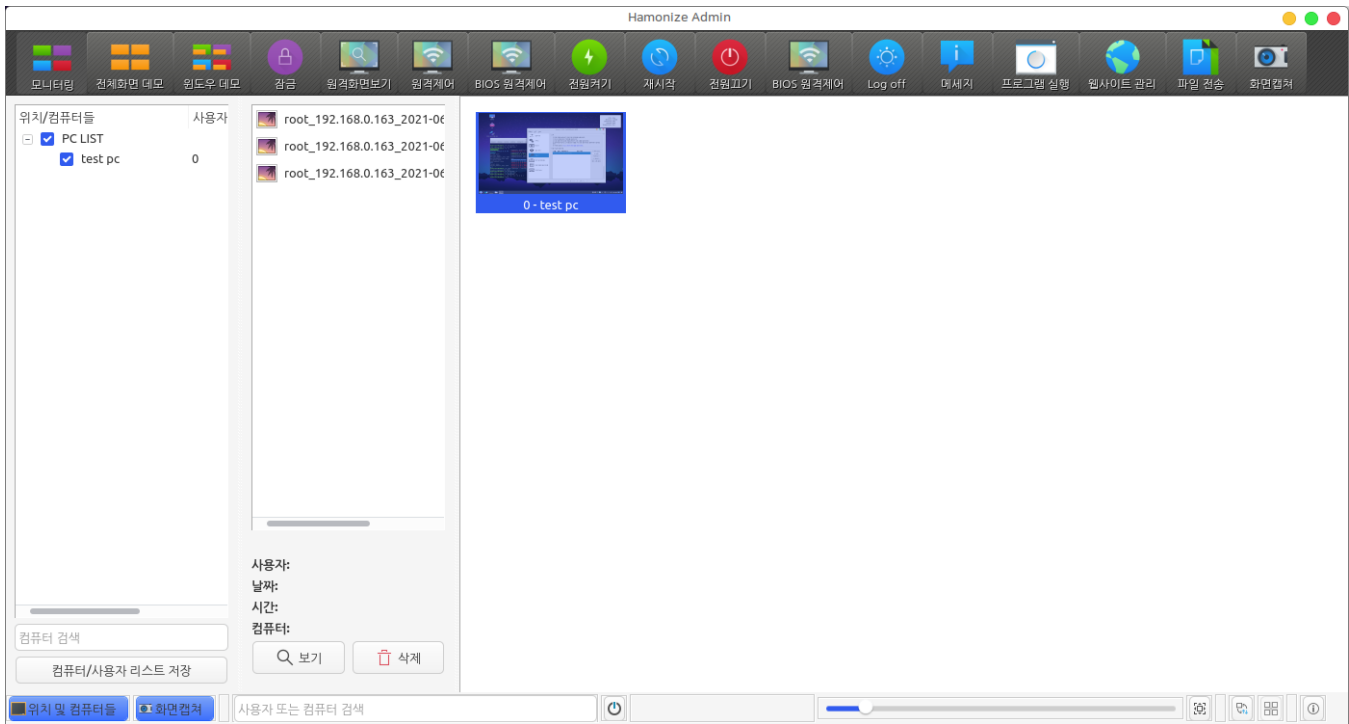 Hamonize Admin
모니터링 전체화면 데모 윈도우 데모 잠금 원격화면보기 원격제어 BIOS 원격제어 전원켜기 재시작 전원끄기 BIOS 원격제어 Log off 메세지 프로그램 실행 웹사이트 관리 파일 전송 화면캡쳐
위치/컴퓨터들 사용자
PC LIST
test pc 0
root_192.168.0.163_2021-06
root_192.168.0.163_2021-06
root_192.168.0.163_2021-06
0 - test pc
사용자:
날짜:
시간:
컴퓨터:
보기 삭제
컴퓨터 검색
컴퓨터/사용자 리스트 저장
위치 및 컴퓨터들 화면캡쳐 사용자 또는 컴퓨터 검색